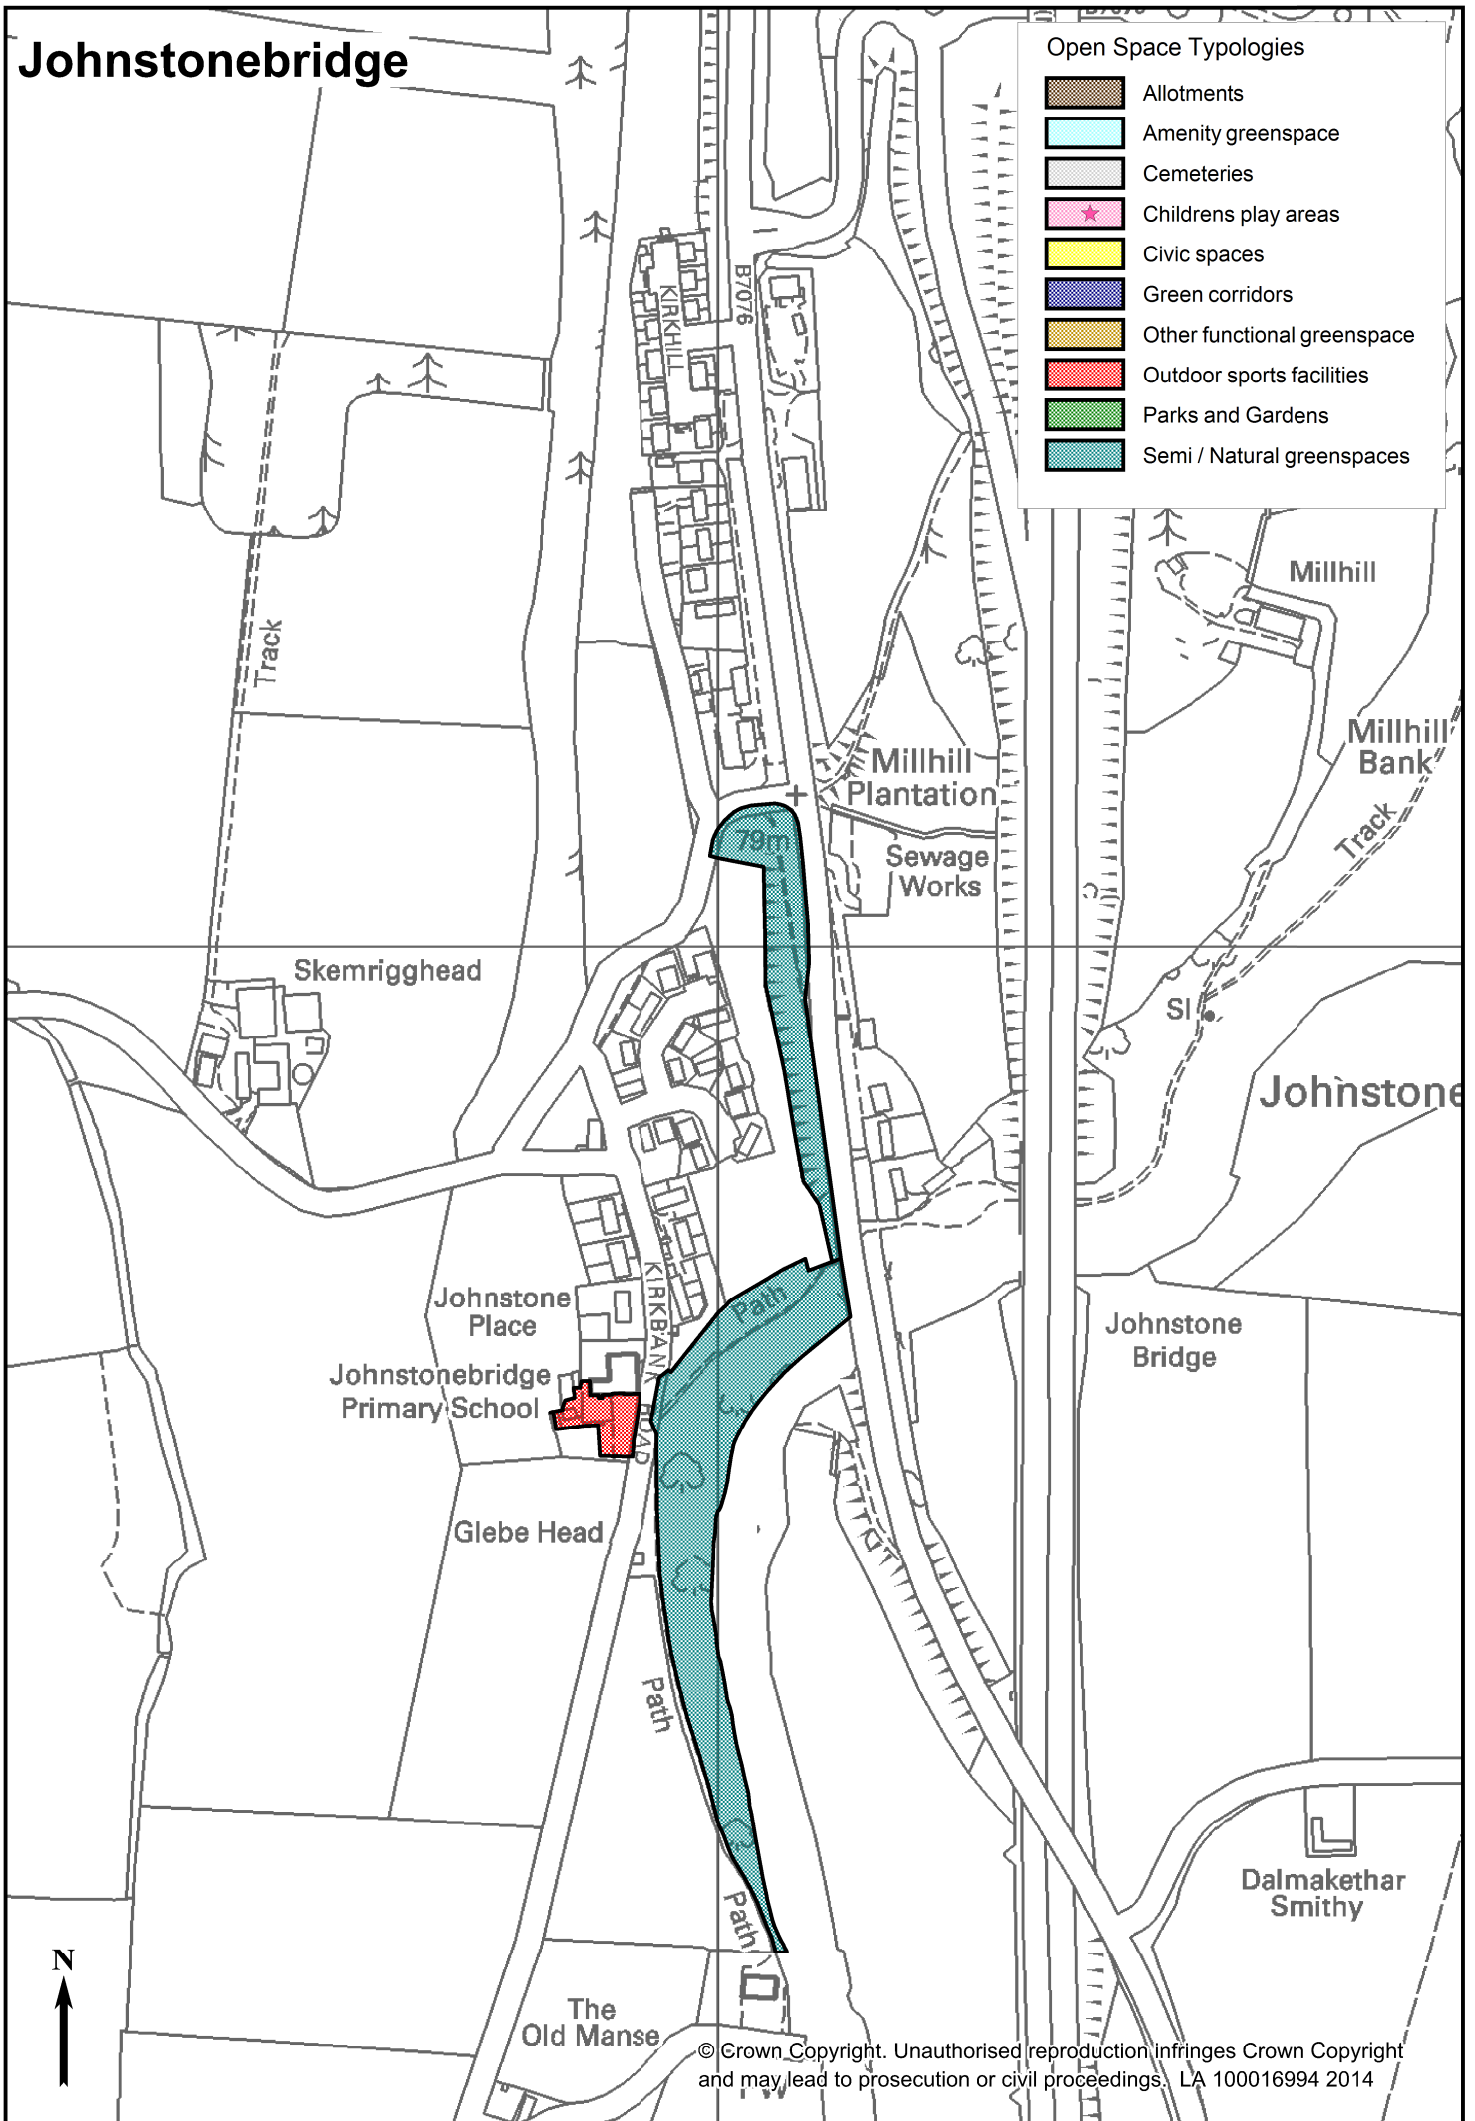 Johnstonebridge
Open Space Typologies
Allotments
Amenity greenspace
Cemeteries
Childrens play areas
Civic spaces
Green corridors
Other functional greenspace
Outdoor sports facilities
Parks and Gardens
Semi / Natural greenspaces
KIRKHILL
B7076
Track
Millhill
Millhill
Bank
Track
Millhill
Plantation
79m
Sewage
Works
Skemrigghead
SI
Johnstone
Johnstone
Place
KIRKBANK ROAD
Path
Johnstone
Bridge
Johnstonebridge
Primary School
Glebe Head
Path
Dalmakethar
Smithy
Path
N
The
Old Manse
© Crown Copyright. Unauthorised reproduction infringes Crown Copyright
and may lead to prosecution or civil proceedings. LA 100016994 2014